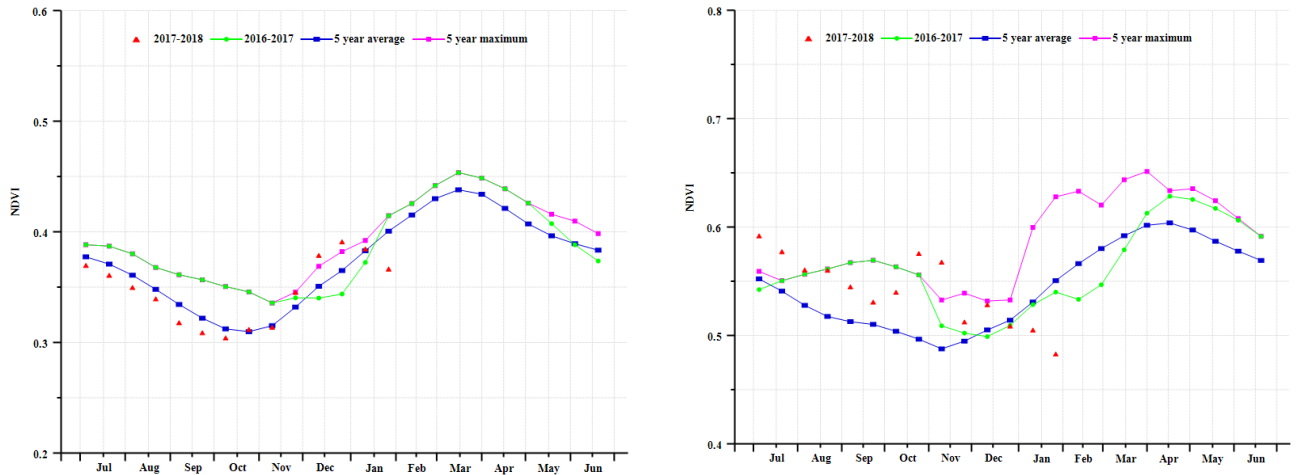 0.6
2017-2018 2016-2017 5 year average 5 year maximum
0.5
NDVI
0.4
0.3
0.2
Jul Aug Sep Oct Nov Dec Jan Feb Mar Apr May Jun
0.8
2017-2018 2016-2017 5 year average 5 year maximum
0.7
NDVI
0.6
0.5
0.4
Jul Aug Sep Oct Nov Dec Jan Feb Mar Apr May Jun